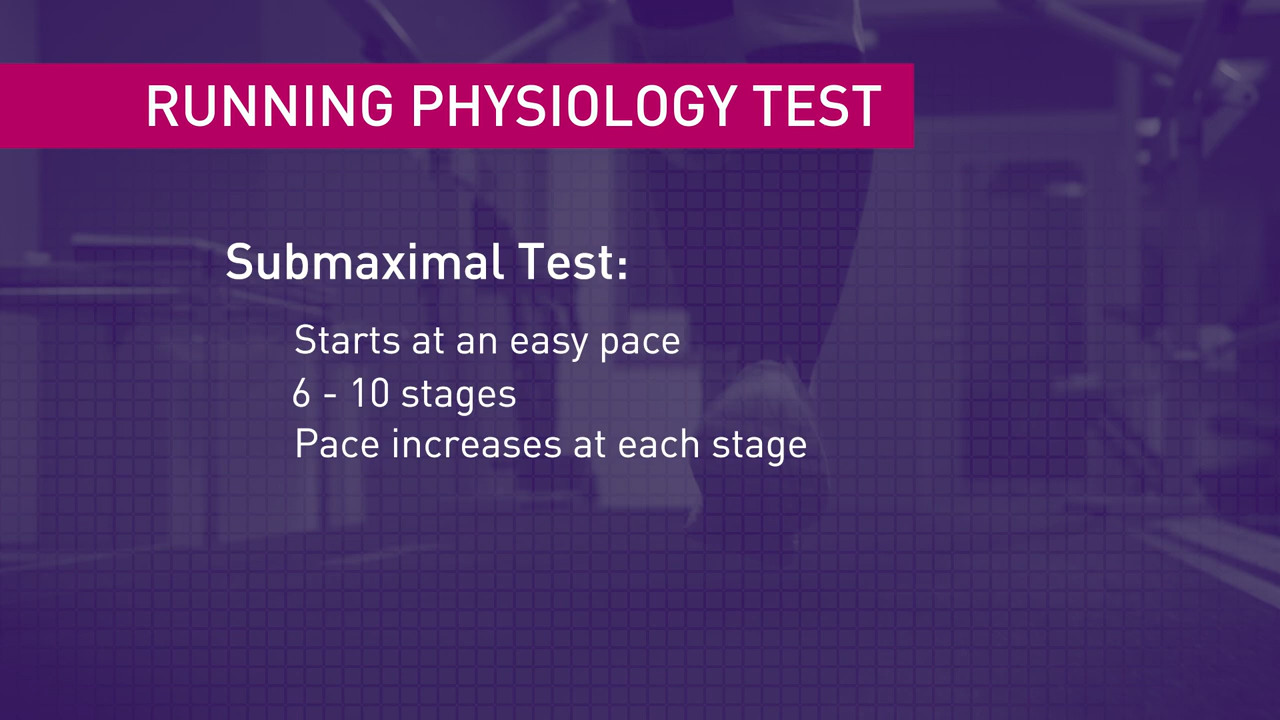 RUNNING PHYSIOLOGY TEST
Submaximal Test:
Starts at an easy pace
6 - 10 stages
Pace increases at each stage